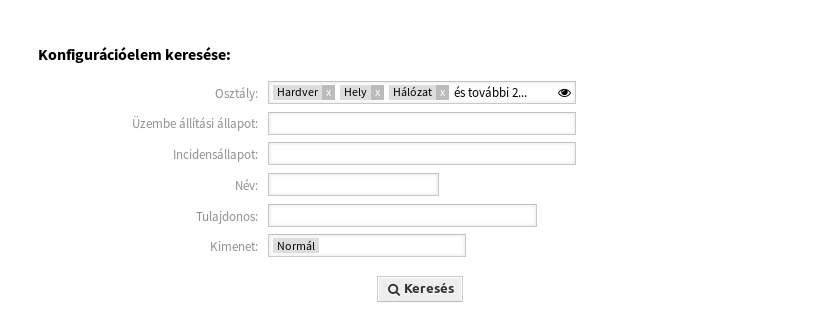 Konfigurációelem keresése:
Osztály: Hardver x Hely x Hálózat x és további 2...
Üzembe állítási állapot:
Incidensállapot:
Név:
Tulajdonos:
Kimenet: Normál
Keresés